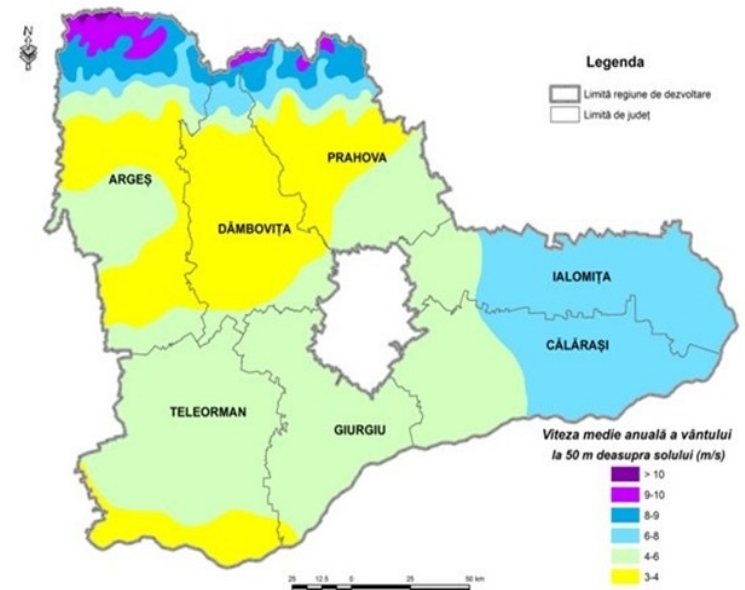 N
Legenda
Limită regiune de dezvoltare
Limită de județ
PRAHOVA
ARGEȘ
DÂMBOVIȚA
IALOMIȚA
CĂLĂRAȘI
TELEORMAN
GIURGIU
Viteza medie anuală a vântului
la 50 m deasupra solului (m/s)
> 10
9-10
8-9
6-8
4-6
3-4
25 12.5 0 25 50 km